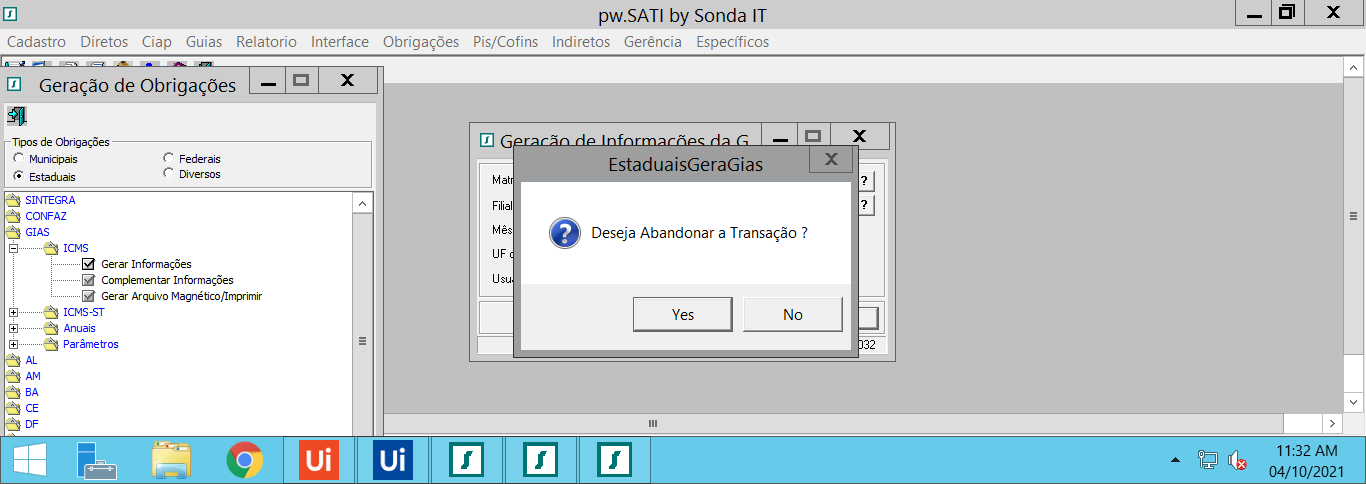 pw.SATI by Sonda IT
Cadastro Diretos Ciap Guias Relatorio Interface Obrigações Pis/Cofins Indiretos Gerência Específicos
Geração de Obrigações
Tipos de Obrigações
Municipais Federais
Estaduais Diversos
SINTEGRA
CONFAZ
GIAS
ICMS
Gerar Informações
Complementar Informações
Gerar Arquivo Magnético/Imprimir
ICMS-ST
Anuais
Parâmetros
AL
AM
BA
CE
DF
Geração de Informações da G
Matr
?
Filial
?
Mês
UF
Usu
032
EstaduaisGeraGias
Deseja Abandonar a Transação ?
Yes No
Ui Ui
11:32 AM
04/10/2021